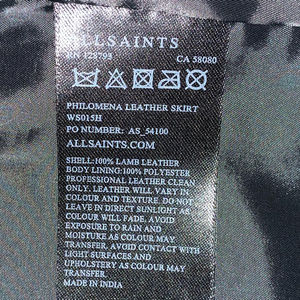 ALLSAINTS
RN 128793 CA 58080
PHILOMENA LEATHER SKIRT
WS015H
PO NUMBER: AS_54100
ALLSAINTS.COM
SHELL:100% LAMB LEATHER
BODY LINING:100% POLYESTER
PROFESSIONAL LEATHER CLEAN
ONLY. LEATHER WILL VARY IN
COLOUR AND TEXTURE. DO NOT
LEAVE IN DIRECT SUNLIGHT AS
COLOUR WILL FADE. AVOID
EXPOSURE TO RAIN AND
MOISTURE AS COLOUR MAY
TRANSFER. AVOID CONTACT WITH
LIGHT SURFACES AND
UPHOLSTERY AS COLOUR MAY
TRANSFER.
MADE IN INDIA